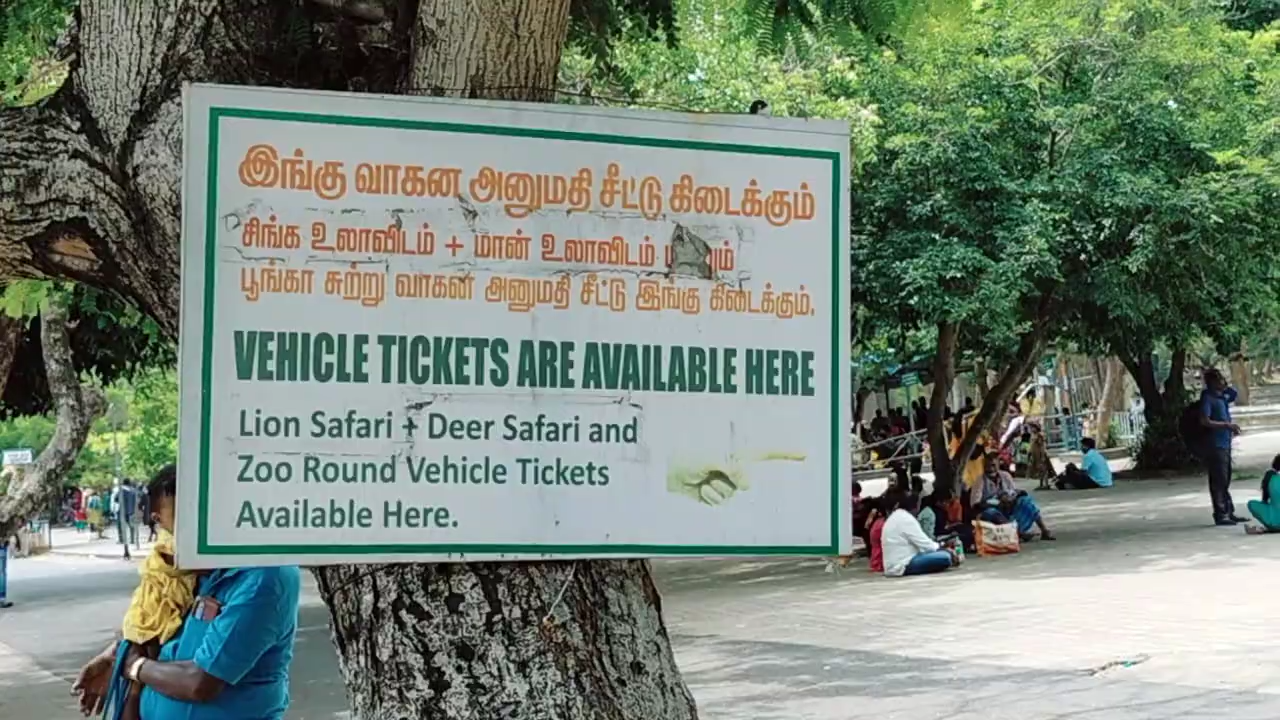 இங்கு வாகன அனுமதி சீட்டு கிடைக்கும்
சிங்க உலாவிடம் + மான் உலாவிடம்
பூங்கா சுற்று வாகன அனுமதி சீட்டு இங்கு கிடைக்கும்.
VEHICLE TICKETS ARE AVAILABLE HERE
Lion Safari + Deer Safari and
Zoo Round Vehicle Tickets
Available Here.